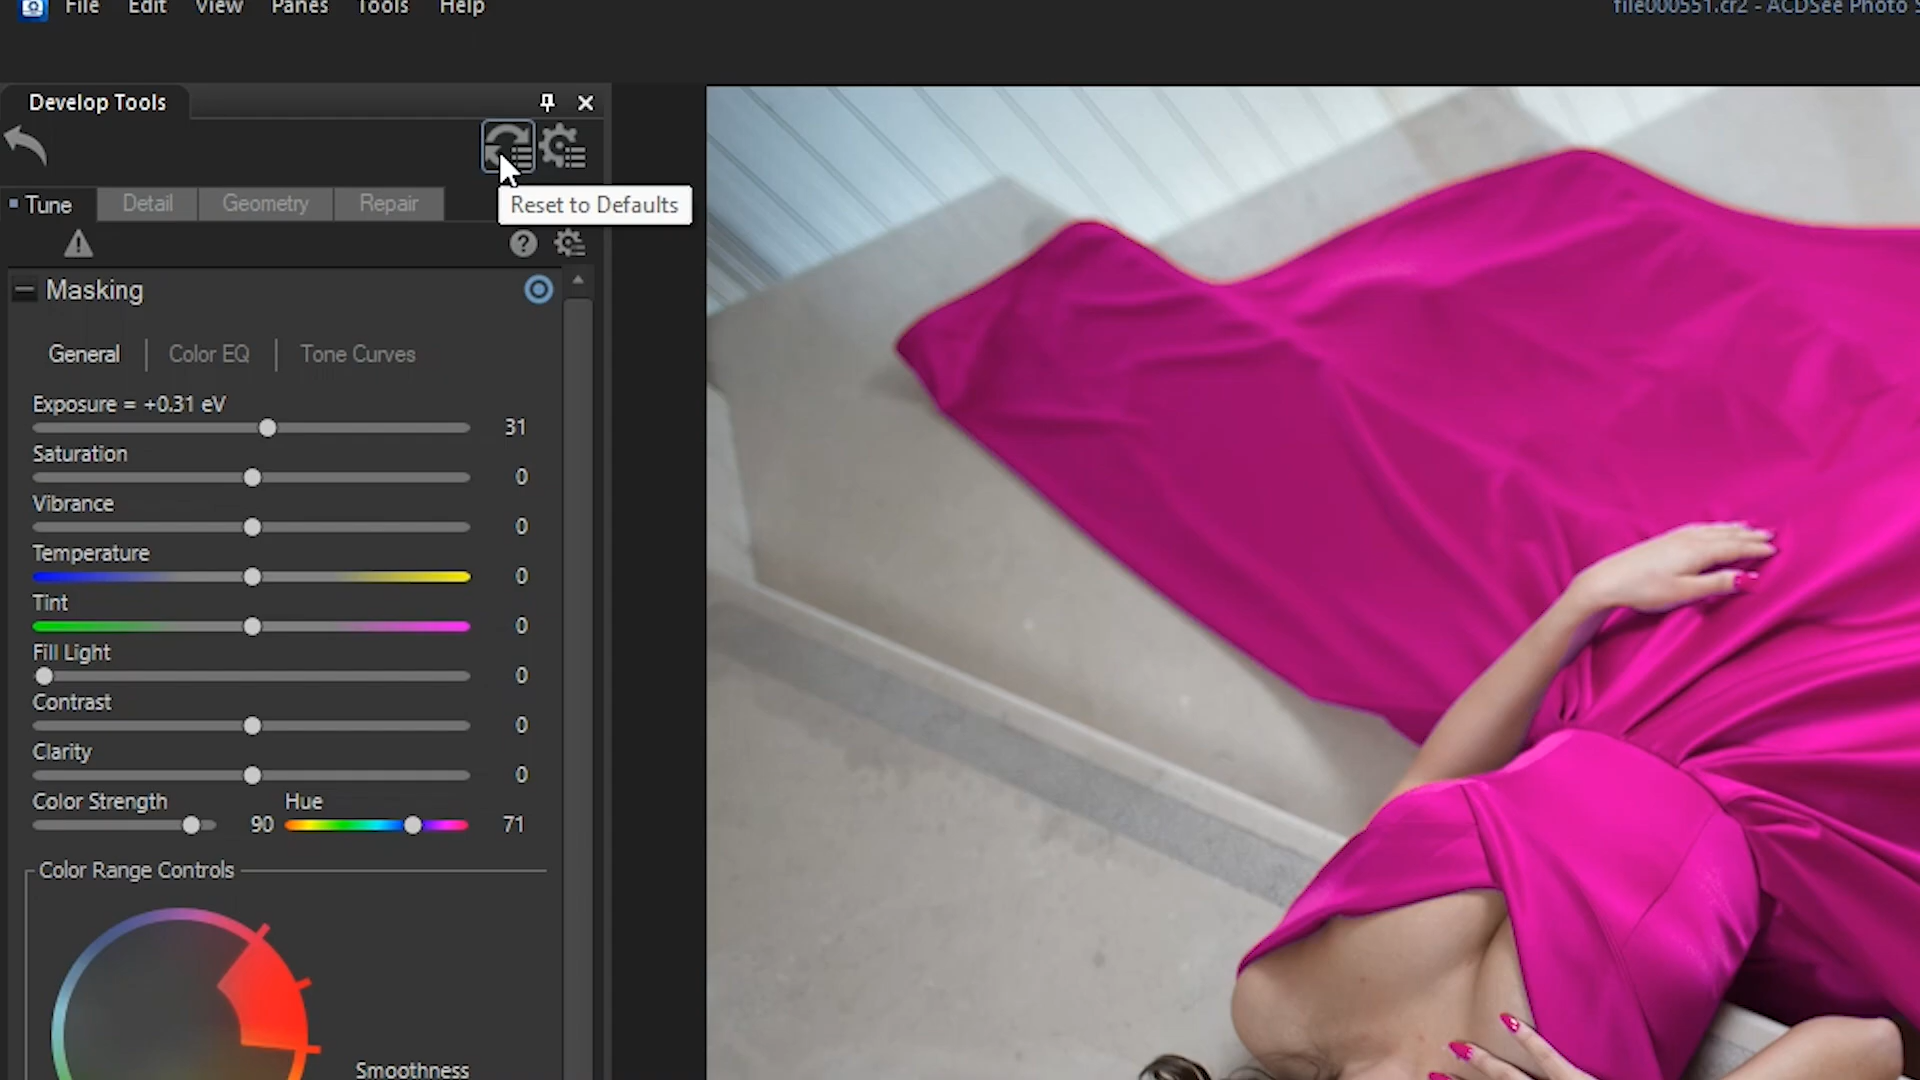 File Edit View Panes Tools Help
file000551.cr2 - ACDSee Photo S
Develop Tools
Tune Detail Geometry Repair
Reset to Defaults
Masking
General | Color EQ | Tone Curves
Exposure = +0.31 eV
31
Saturation
0
Vibrance
0
Temperature
0
Tint
0
Fill Light
0
Contrast
0
Clarity
0
Color Strength Hue
90 71
Color Range Controls
Smoothness